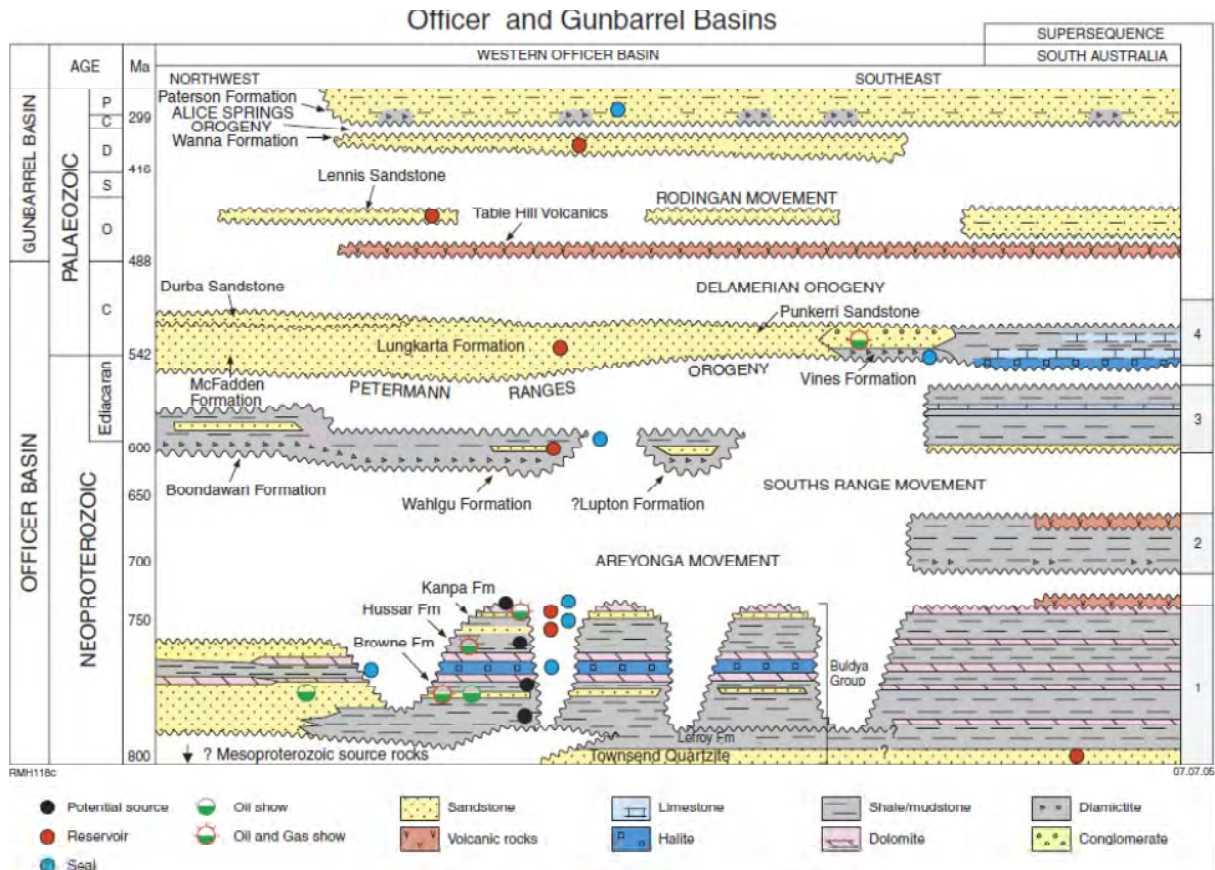 Officer and Gunbarrel Basins
SUPERSEQUENCE
AGE
Ma
WESTERN OFFICER BASIN
SOUTH AUSTRALIA
NORTHWEST
SOUTHEAST
GUNBARREL BASIN
PALAEOZOIC
P
Paterson Formation
299
ALICE SPRINGS
C
OROGENY
D
Wanna Formation
416
S
Lennis Sandstone
RODINGAN MOVEMENT
O
Table Hill Volcanics
488
OFFICER BASIN
Durba Sandstone
DELAMERIAN OROGENY
C
Punkerri Sandstone
4
Lungkarta Formation
542
McFadden
Formation
PETERMANN RANGES OROGENY
Vines Formation
NEOPROTEROZOIC
Ediacaran
3
600
Boondawari Formation
Wahlgu Formation
?Lupton Formation
SOUTHS RANGE MOVEMENT
650
2
700
AREYONGA MOVEMENT
Kanpa Fm
750
Hussar Fm
Browne Fm
Buldya
Group
1
Lefroy Fm
?
800
? Mesoproterozoic source rocks
Townsend Quartzite
?
RMH118c
07.07.05
Potential source
Oil show
Sandstone
Limestone
Shale/mudstone
Diamictite
Reservoir
Oil and Gas show
Volcanic rocks
Halite
Dolomite
Conglomerate
Seal